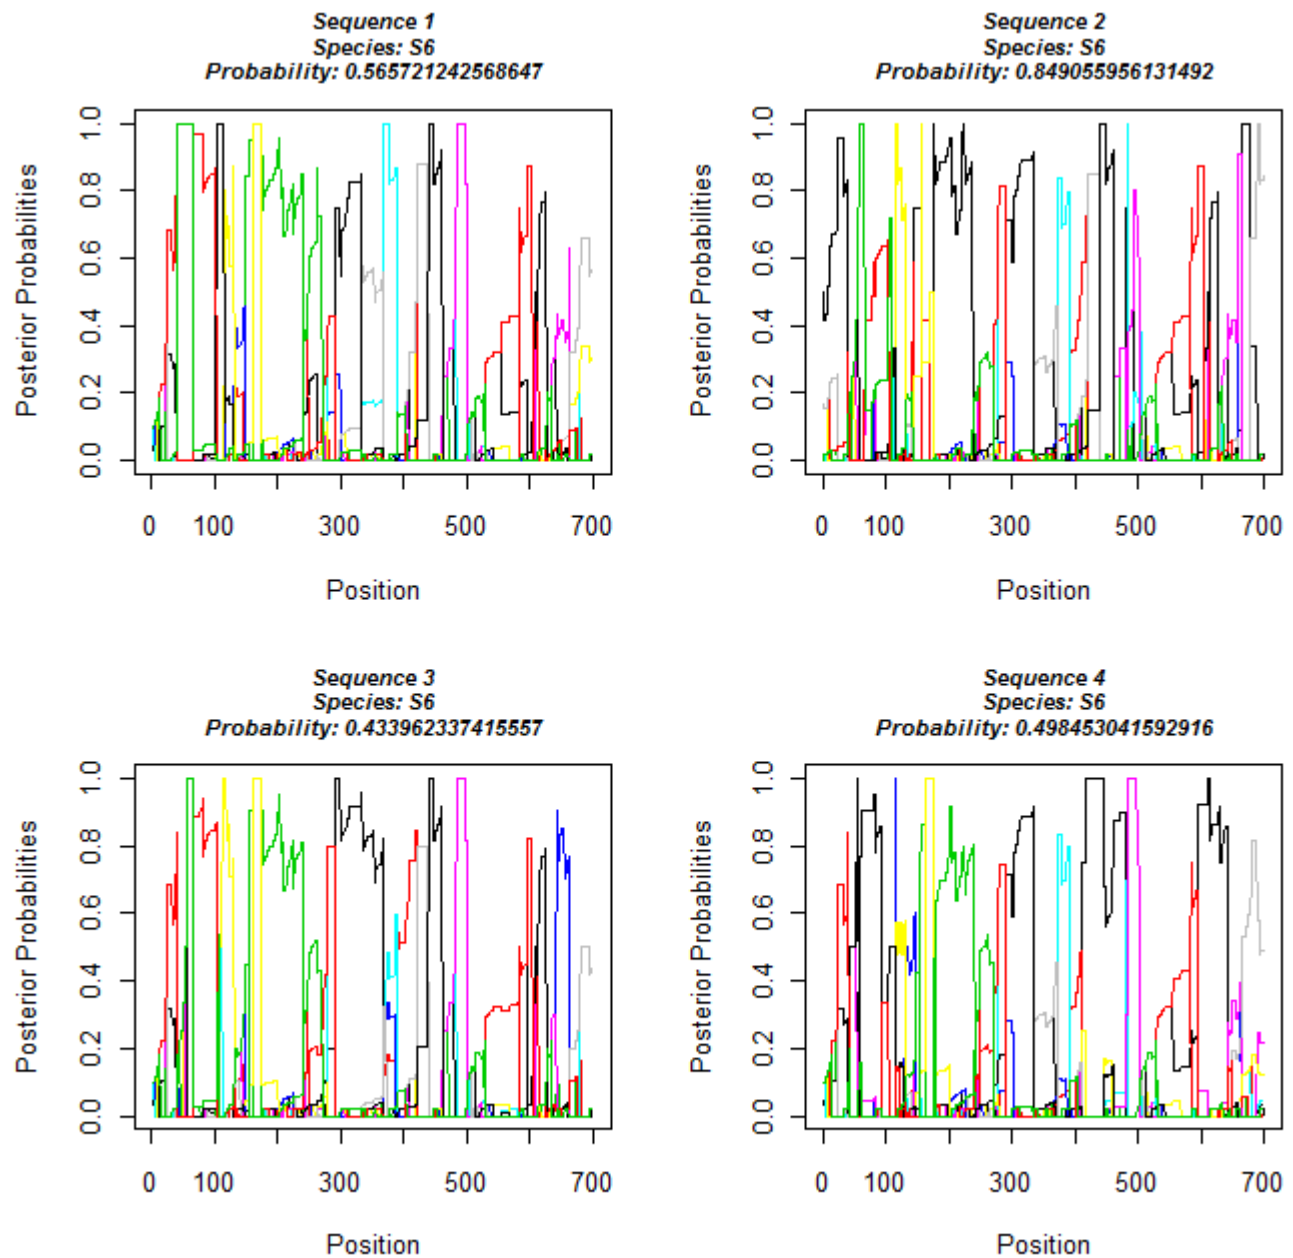 Sequence 1
Species: S6
Probability: 0.565721242568647
Posterior Probabilities
1.0
0.8
0.6
0.4
0.2
0.0
0 100 300 500 700
Position
Sequence 2
Species: S6
Probability: 0.849055956131492
Posterior Probabilities
1.0
0.8
0.6
0.4
0.2
0.0
0 100 300 500 700
Position
Sequence 3
Species: S6
Probability: 0.433962337415557
Posterior Probabilities
1.0
0.8
0.6
0.4
0.2
0.0
0 100 300 500 700
Position
Sequence 4
Species: S6
Probability: 0.498453041592916
Posterior Probabilities
1.0
0.8
0.6
0.4
0.2
0.0
0 100 300 500 700
Position